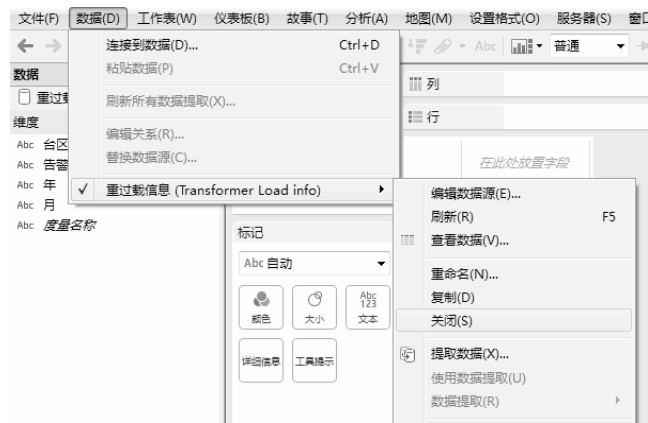 文件(F) 数据(D) 工作表(W) 仪表板(B) 故事(T) 分析(A) 地图(M) 设置格式(O) 服务器(S)
连接到数据(D)... Ctrl+D
粘贴数据(P) Ctrl+V
刷新所有数据提取(X)...
编辑关系(R)...
替换数据源(C)...
✓ 重过载信息 (Transformer Load info)
Abc 普通
数据
重过
维度
Abc 台区
Abc 告警
Abc 年
Abc 月
Abc 度量名称
列
行
在此处放置字段
标记
Abc 自动
颜色 大小 Abc 123 文本
详细信息 工具提示
编辑数据源(E)...
刷新(R) F5
查看数据(V)...
重命名(N)...
复制(D)
关闭(S)
提取数据(X)...
使用数据提取(U)
数据提取(R)